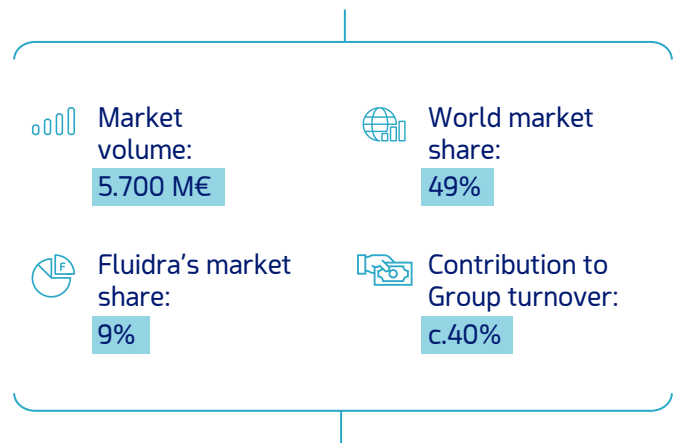 Market
volume:
5.700 M€
World market
share:
49%
Fluidra's market
share:
9%
Contribution to
Group turnover:
c.40%
F